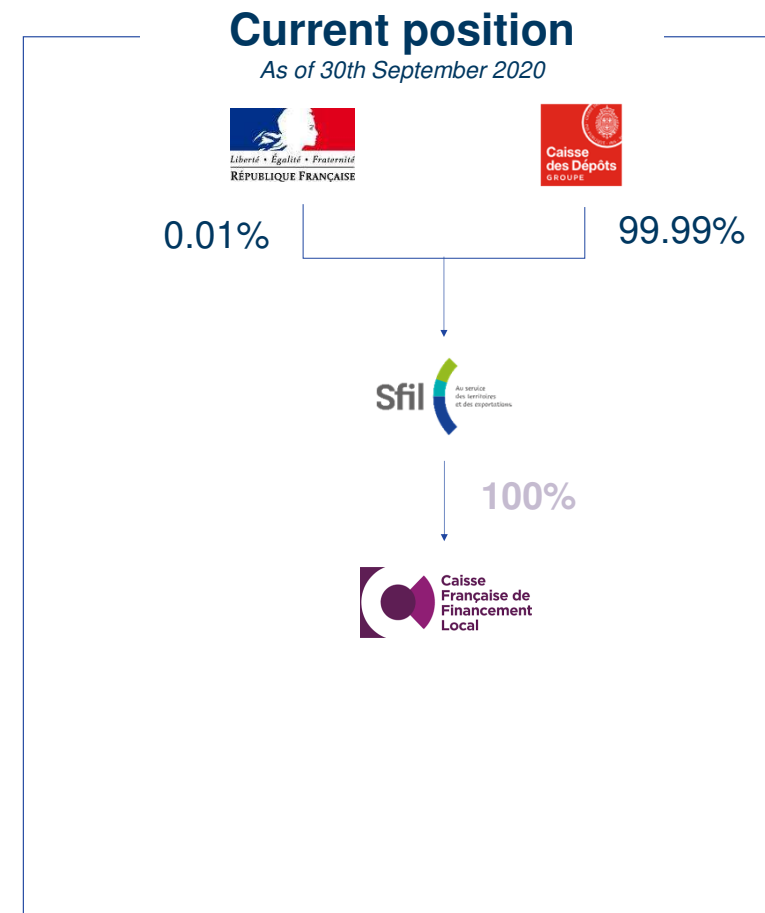 Current position
As of 30th September 2020
Liberté • Égalité • Fraternité
RÉPUBLIQUE FRANÇAISE
Caisse
des Dépôts
GROUPE
0.01%
99.99%
Sfil
Au service
des territoires
et des exportations
100%
Caisse
Française de
Financement
Local